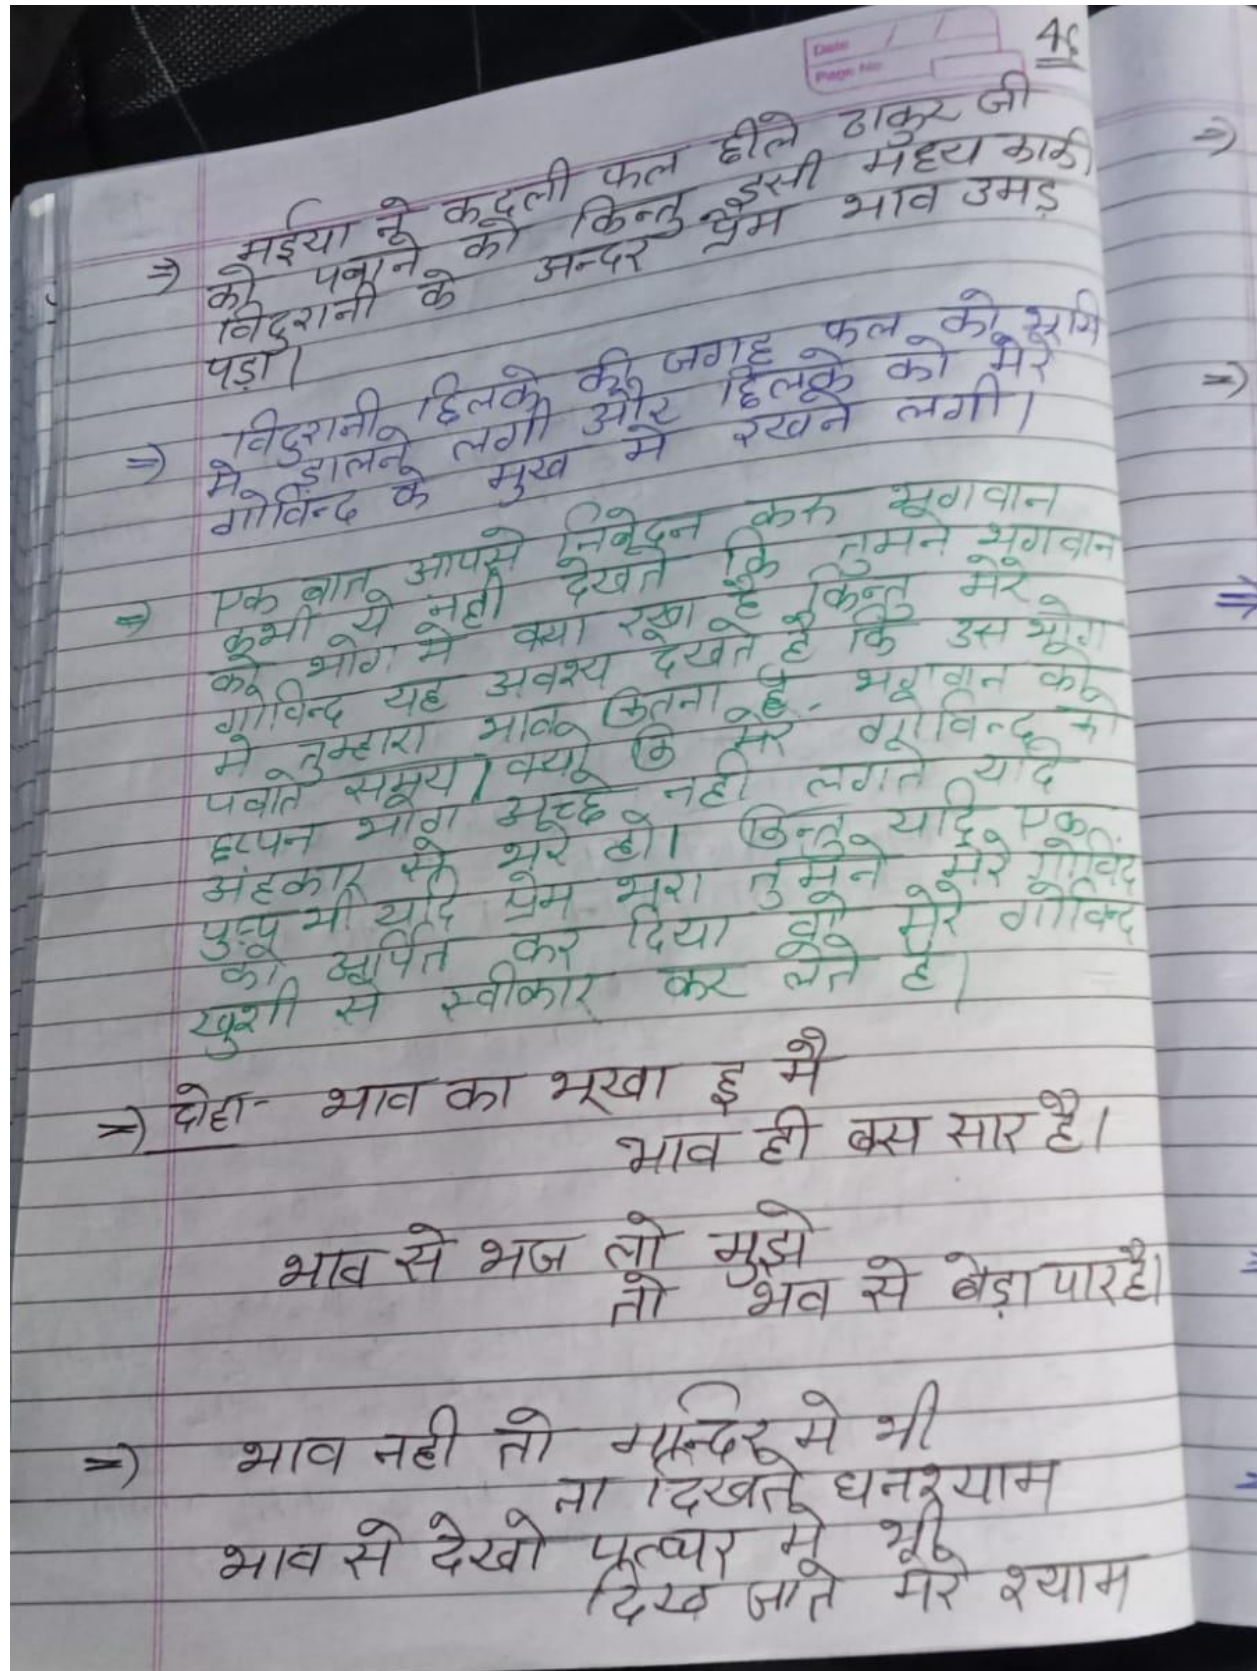 Date / /
Page No.
⇒ मईया ने कदली फल छीले ठाकुर जी
को पवाने को किन्तु इसी मध्य काकी
विदुरानी के अन्दर प्रेम भाव उमड़
पड़ा।
⇒ विदुरानी छिलके की जगह फल को भूमि
मे डालने लगी और छिलके को मेरे
गोविन्द के मुख मे रखने लगी।
⇒ एक बात आपसे निवेदन करु भगवान
कभी ये नही देखते कि तुमने भगवान
को भोग मे क्या रखा है किन्तु मेरे
गोविन्द यह अवश्य देखते है कि उस भोग
मे तुम्हारा भाव कितना है, भगवान को
पवाते समय। क्यो कि मेरे गोविन्द को
छप्पन भोग अच्छे नही लगते यदि
अंहकार से भरे हो। किन्तु यदि एक
पुष्प भी यदि प्रेम भरा तुमने मेरे गोविंद
को अर्पित कर दिया वो मेरे गोविन्द
खुशी से स्वीकार कर लेते है।
⇒ दोहा- भाव का भूखा हु मै
भाव ही बस सार है।
भाव से भज लो मुझे
तो भव से बेड़ा पार है।
⇒ भाव नही तो मन्दिर मे भी
ना दिखते घनश्याम
भाव से देखो पत्थर मे भी
दिख जाते मेरे श्याम